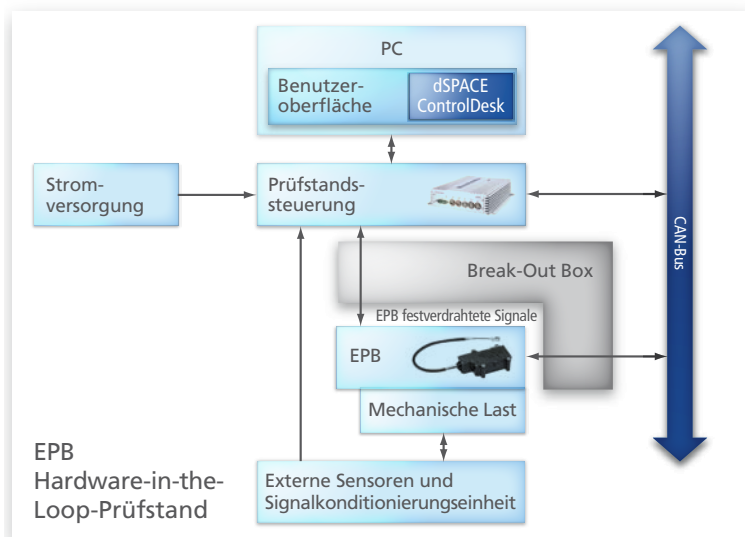 PC
Benutzer-
oberfläche
dSPACE
ControlDesk
Strom-
versorgung
Prüfstands-
steuerung
CAN-Bus
Break-Out Box
EPB festverdrahtete Signale
EPB
Mechanische Last
Externe Sensoren und
Signalkonditionierungseinheit
EPB
Hardware-in-the-
Loop-Prüfstand